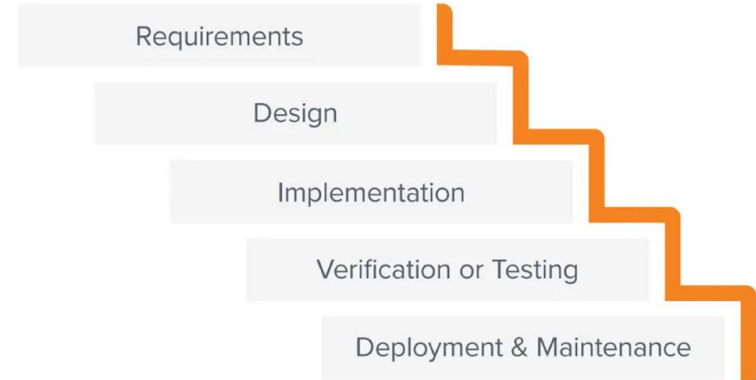 Requirements
Design
Implementation
Verification or Testing
Deployment & Maintenance